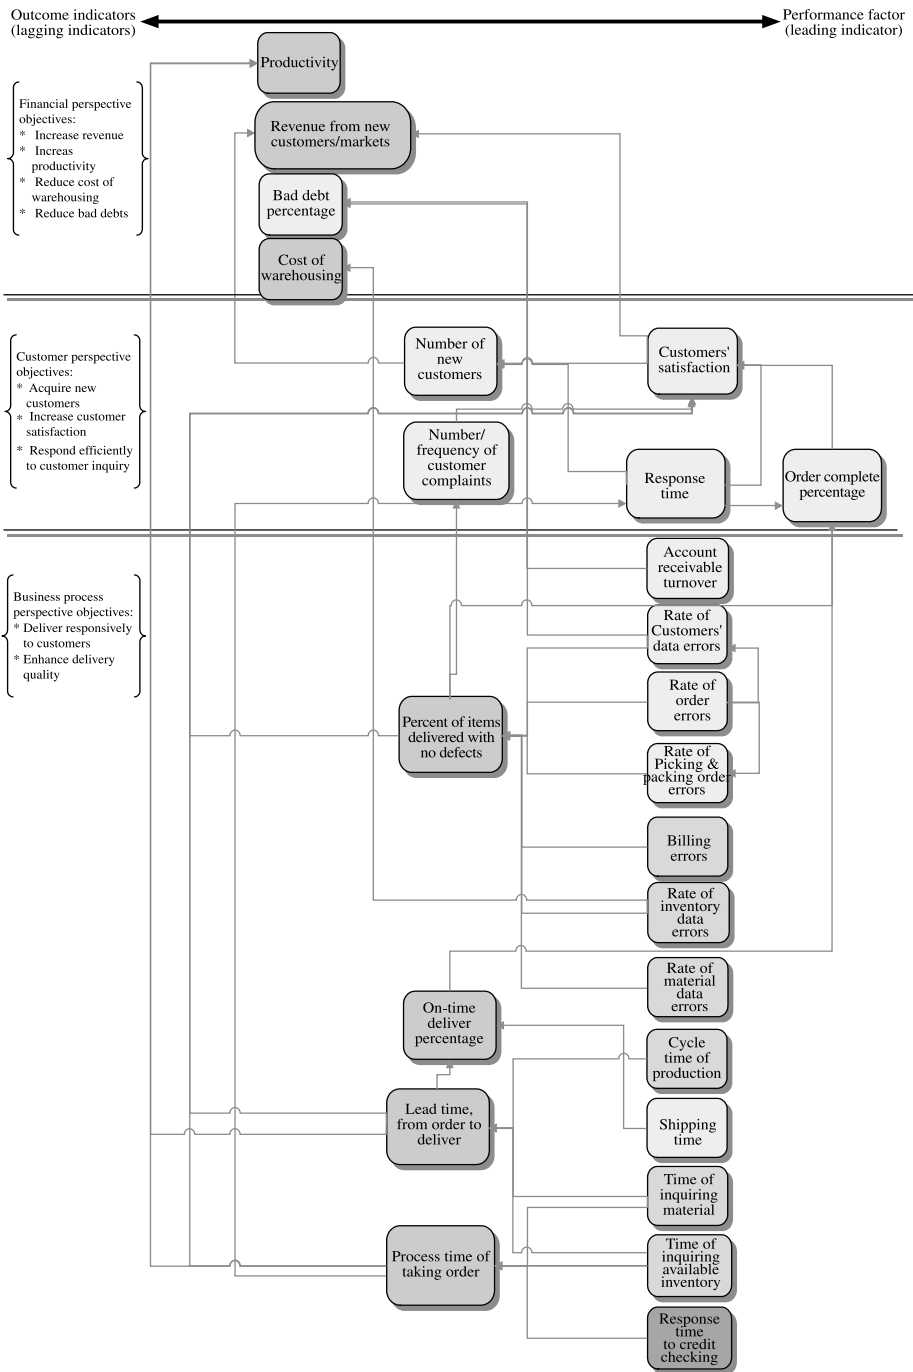 Outcome indicators
(lagging indicators)
Performance factor
(leading indicator)
Productivity
Financial perspective
objectives:
* Increase revenue
* Increas
productivity
* Reduce cost of
warehousing
* Reduce bad debts
Revenue from new
customers/markets
Bad debt
percentage
Cost of
warehousing
Customer perspective
objectives:
* Acquire new
customers
* Increase customer
satisfaction
* Respond efficiently
to customer inquiry
Number of
new
customers
Customers'
satisfaction
Number/
frequency of
customer
complaints
Response
time
Order complete
percentage
Business process
perspective objectives:
* Deliver responsively
to customers
* Enhance delivery
quality
Account
receivable
turnover
Rate of
Customers'
data errors
Rate of
order
errors
Percent of items
delivered with
no defects
Rate of
Picking &
packing order
errors
Billing
errors
Rate of
inventory
data
errors
Rate of
material
data
errors
On-time
deliver
percentage
Cycle
time of
production
Lead time,
from order to
deliver
Shipping
time
Time of
inquiring
material
Process time of
taking order
Time of
inquiring
available
inventory
Response
time
to credit
checking